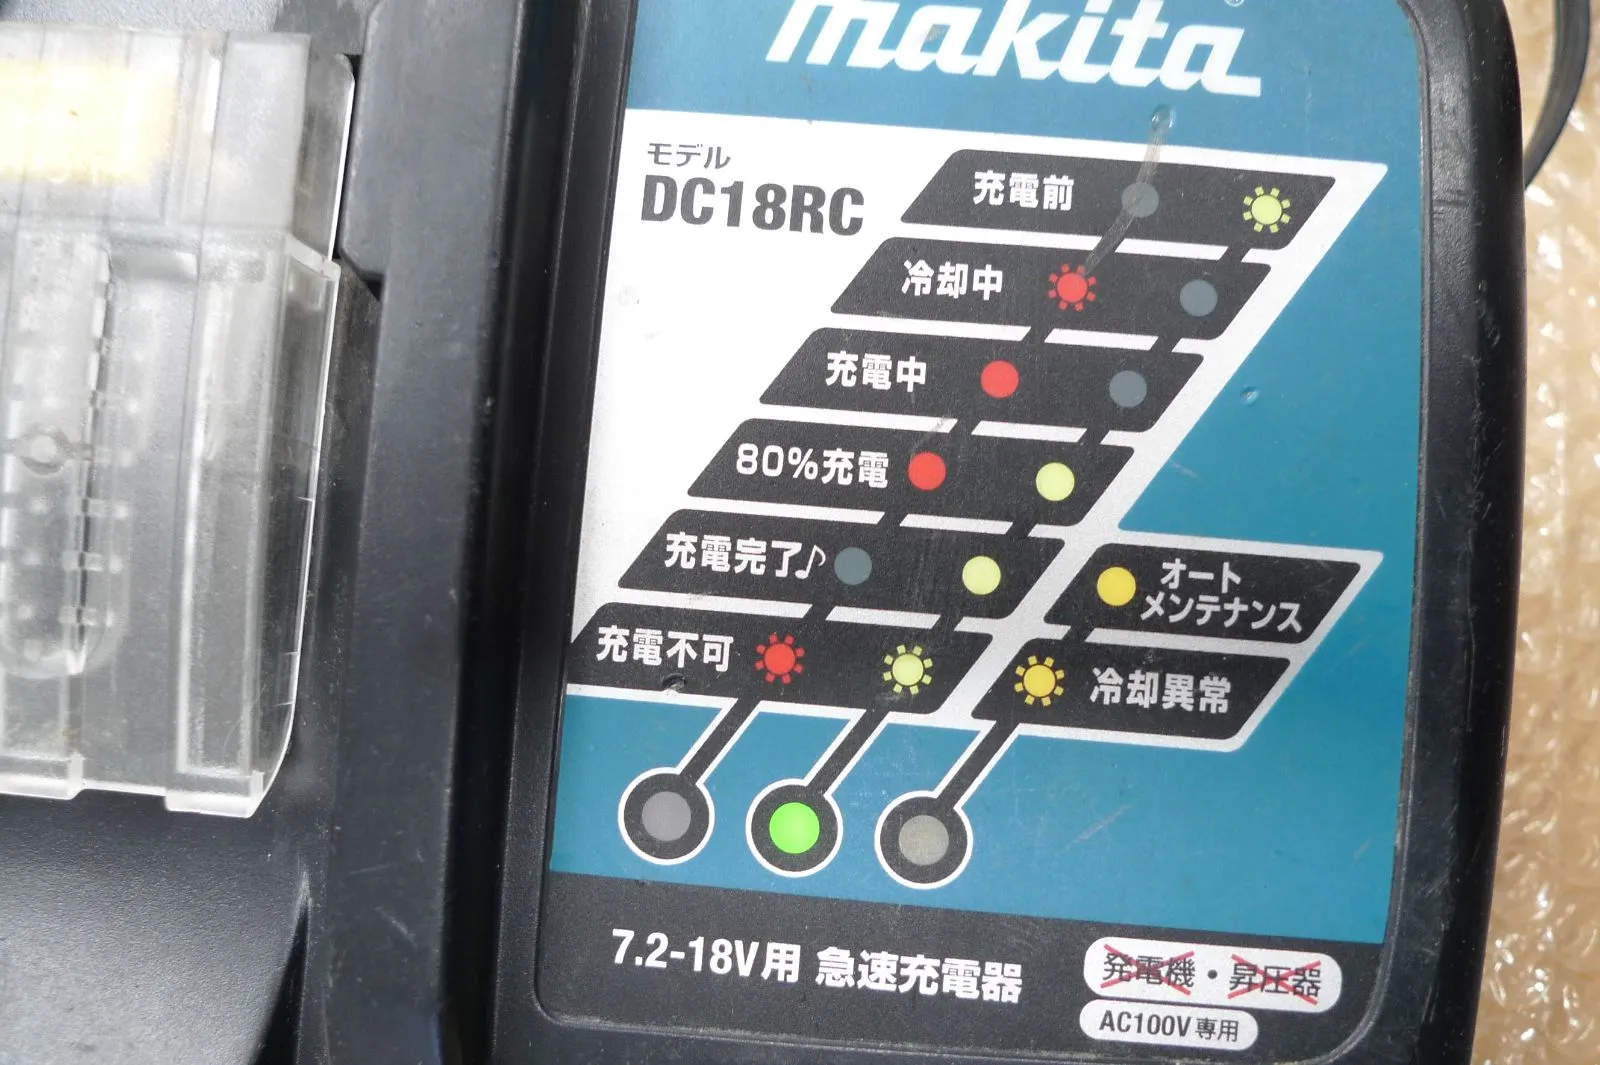 makita®
モデル
DC18RC
充電前
冷却中
充電中
80%充電
充電完了♪
オート
メンテナンス
充電不可
冷却異常
7.2-18V用 急速充電器
発電機・昇圧器
AC100V専用